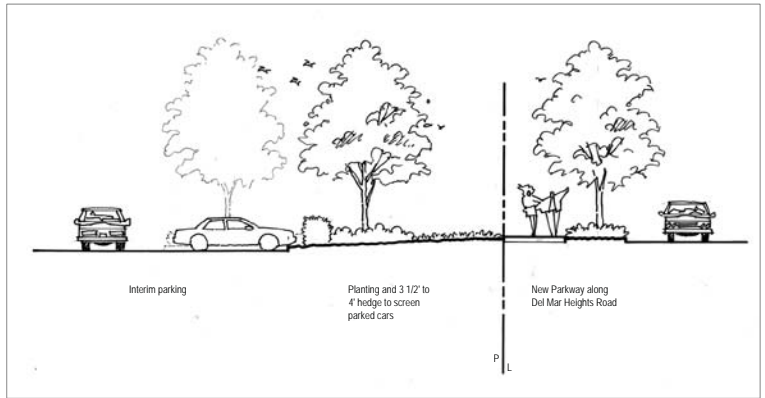 Interim parking
Planting and 3 1/2' to
4' hedge to screen
parked cars
New Parkway along
Del Mar Heights Road
P
L